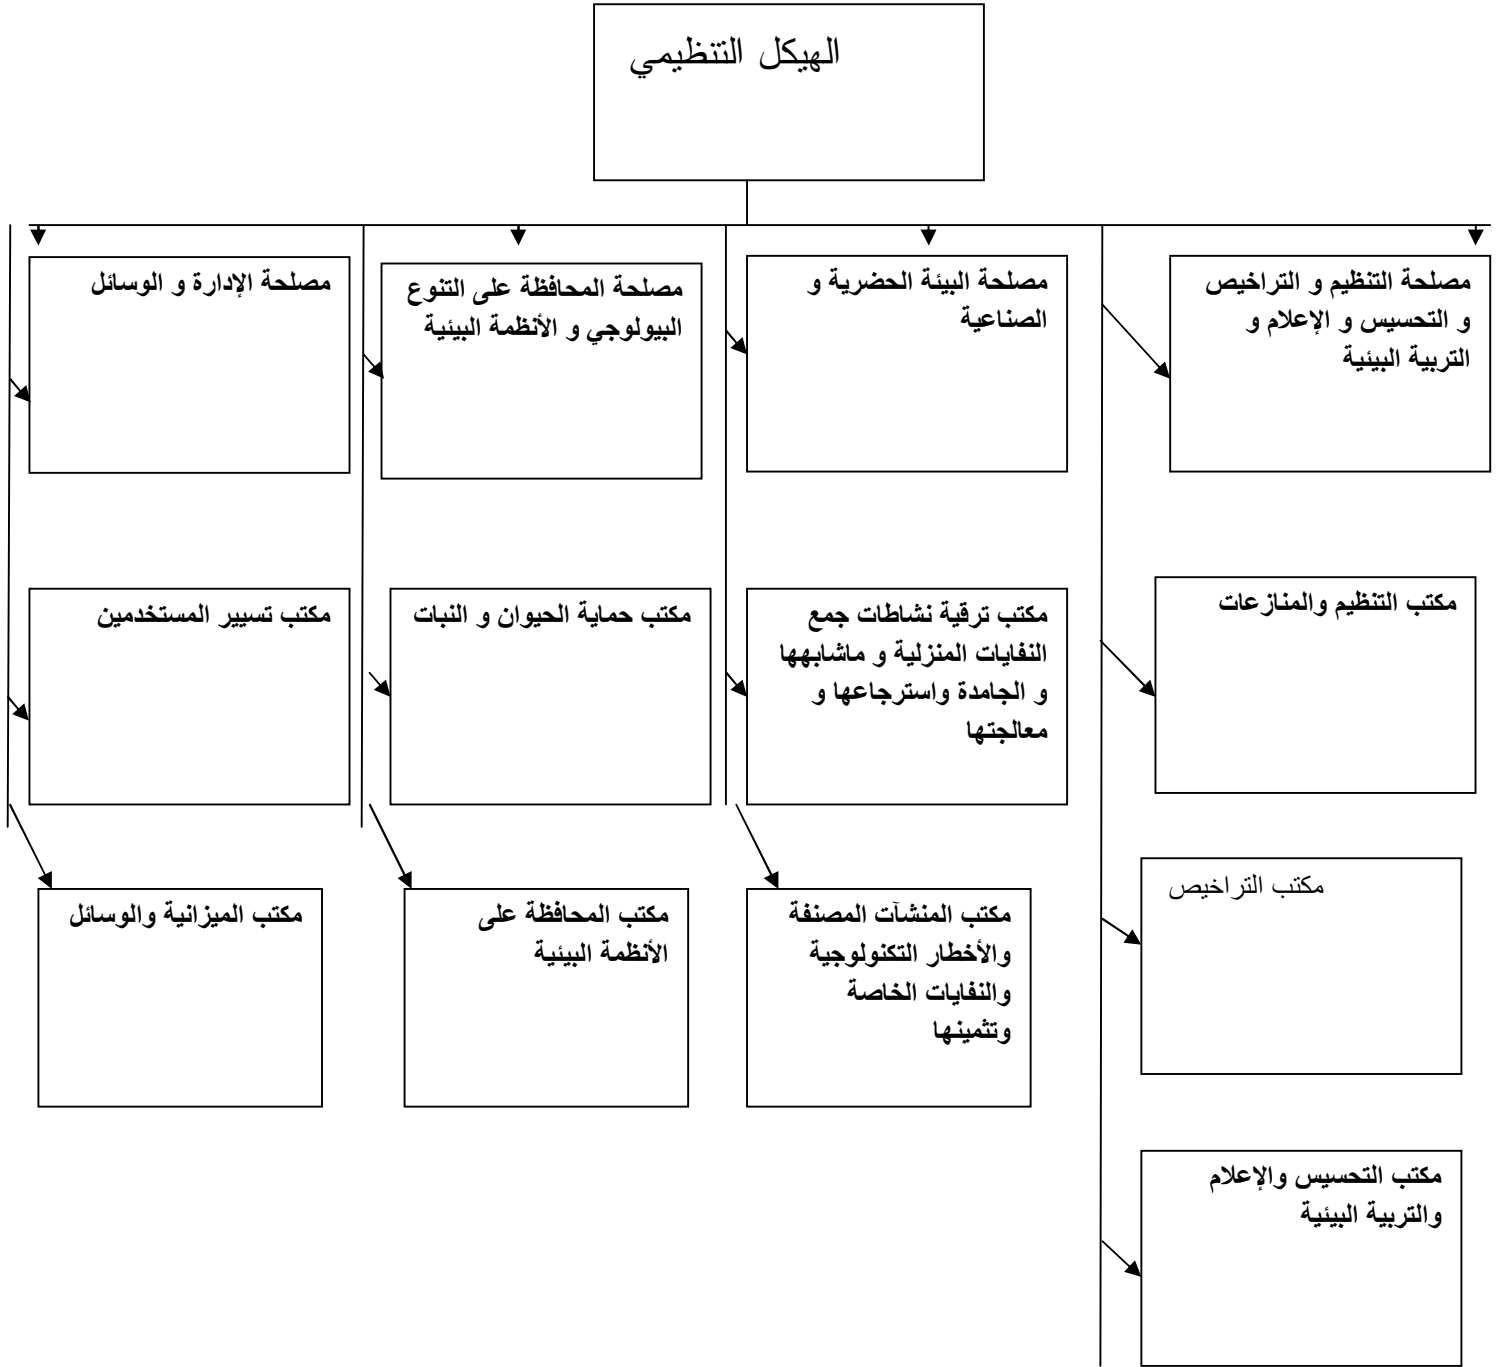 الهيكل التنظيمي
مصلحة التنظيم و التراخيص
و التحسيس و الإعلام و
التربية البيئية
مصلحة البيئة الحضرية و
الصناعية
مصلحة المحافظة على التنوع
البيولوجي و الأنظمة البيئية
مصلحة الإدارة و الوسائل
مكتب التنظيم والمنازعات
مكتب ترقية نشاطات جمع
النفايات المنزلية و ماشابهها
و الجامدة واسترجاعها و
معالجتها
مكتب حماية الحيوان و النبات
مكتب تسيير المستخدمين
مكتب التراخيص
مكتب المنشآت المصنفة
والأخطار التكنولوجية
والنفايات الخاصة
وتثمينها
مكتب المحافظة على
الأنظمة البيئية
مكتب الميزانية والوسائل
مكتب التحسيس والإعلام
والتربية البيئية